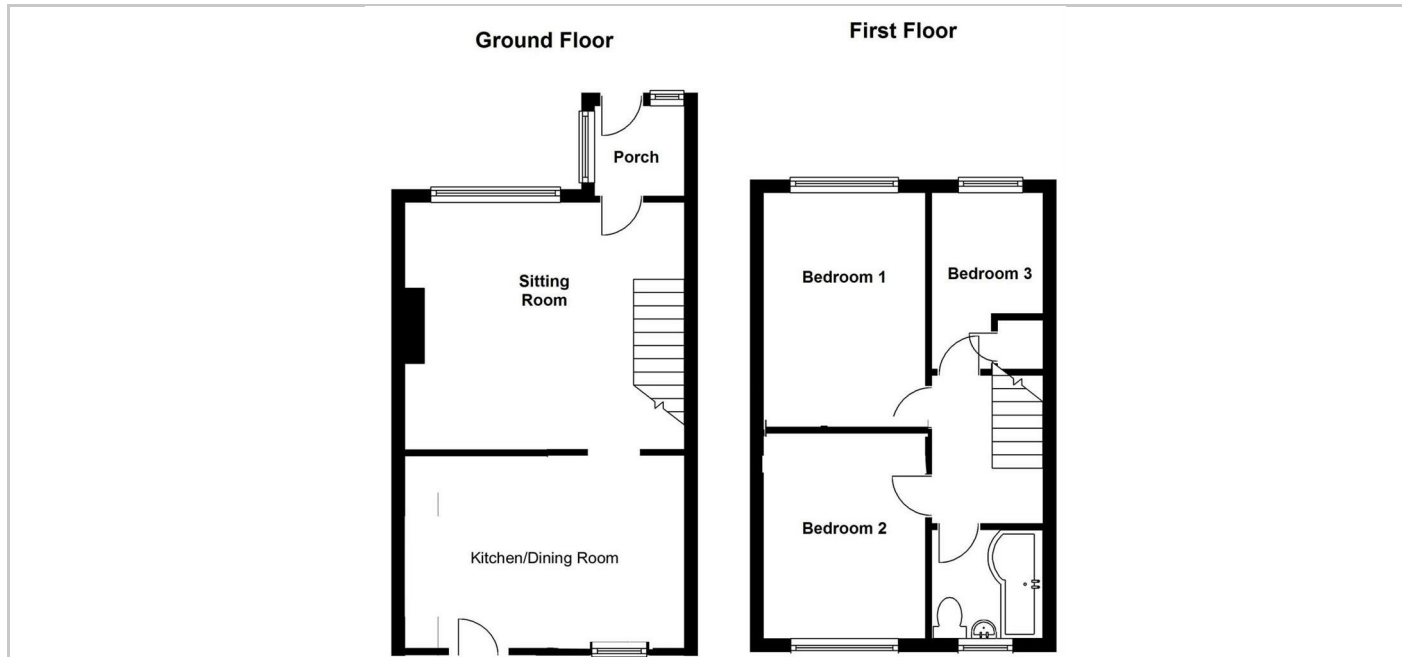 Ground Floor
Porch
Sitting
Room
Kitchen/Dining Room
First Floor
Bedroom 1
Bedroom 3
Bedroom 2